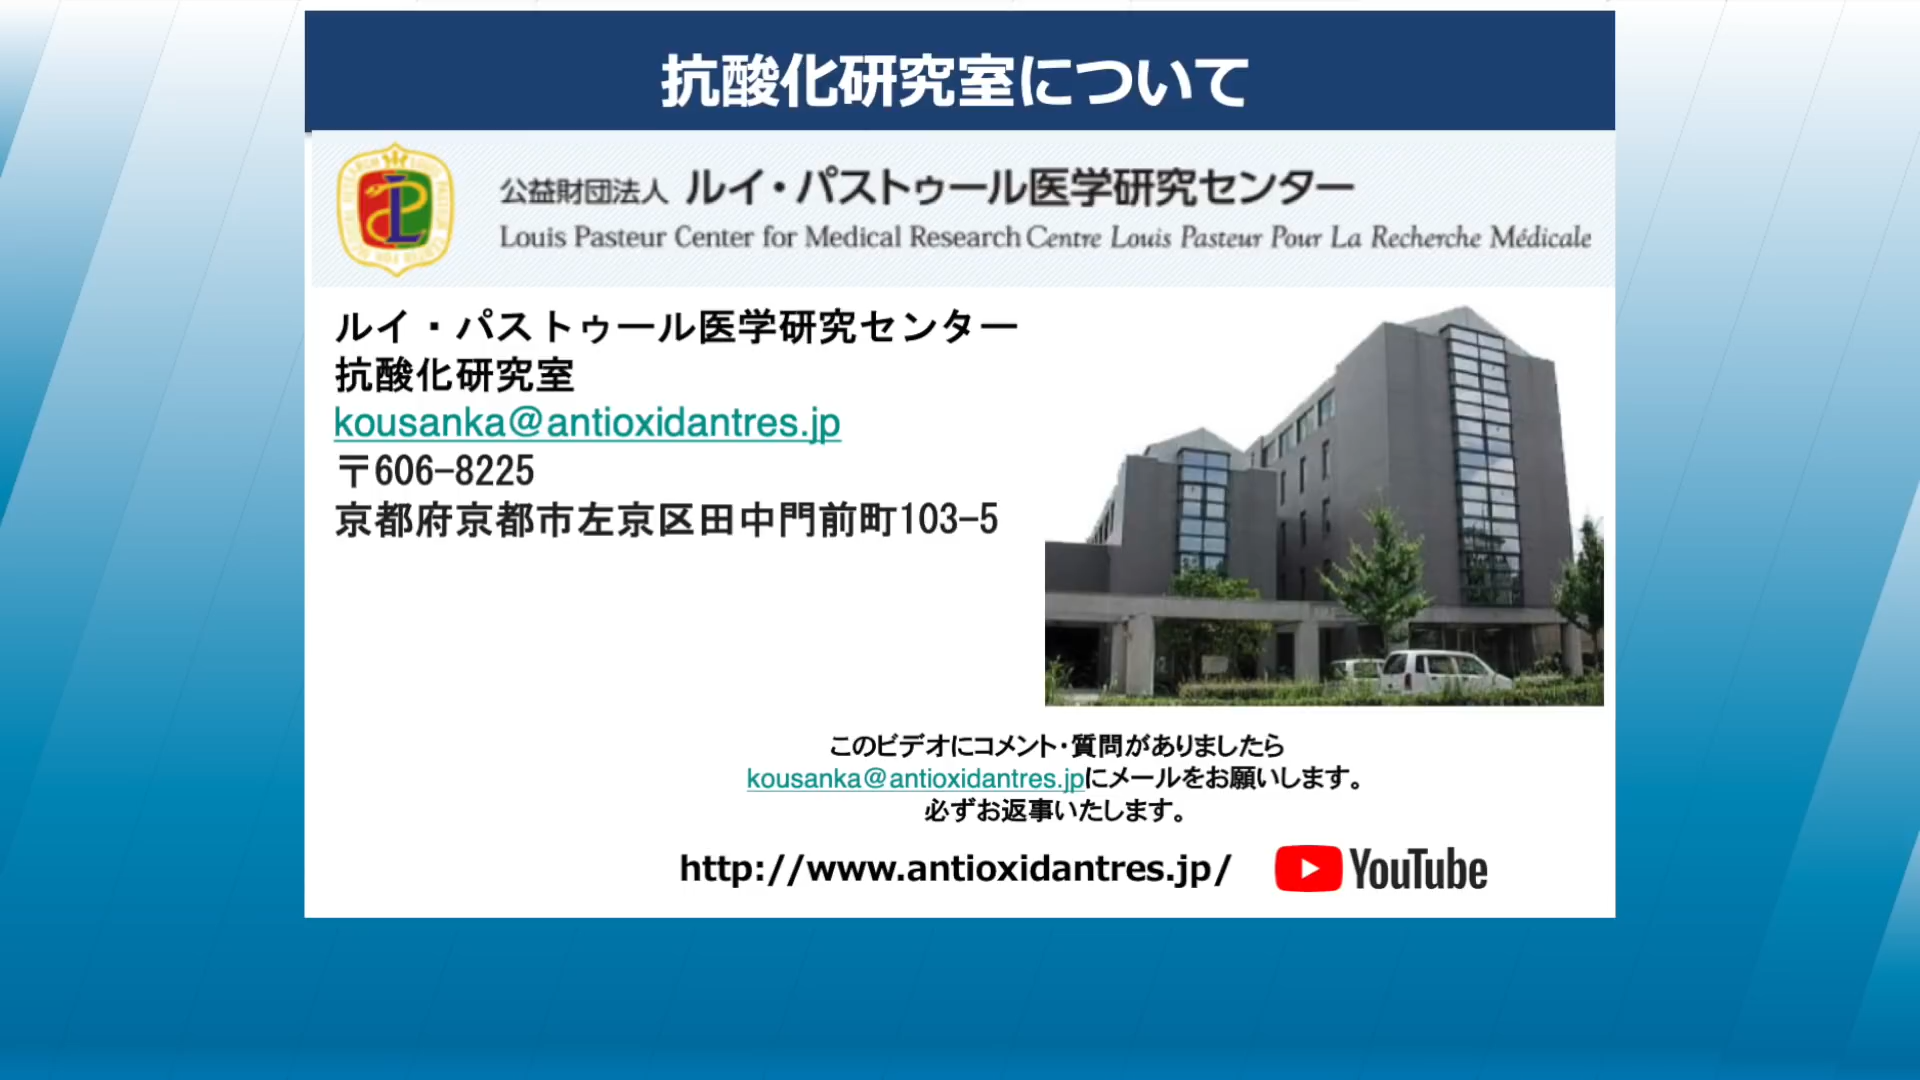 抗酸化研究室について
公益財団法人 ルイ・パストゥール医学研究センター
Louis Pasteur Center for Medical Research Centre Louis Pasteur Pour La Recherche Médicale
ルイ・パストゥール医学研究センター
抗酸化研究室
kousanka@antioxidantres.jp
〒606-8225
京都府京都市左京区田中門前町103-5
このビデオにコメント・質問がありましたら
kousanka@antioxidantres.jpにメールをお願いします。
必ずお返事いたします。
http://www.antioxidantres.jp/ YouTube